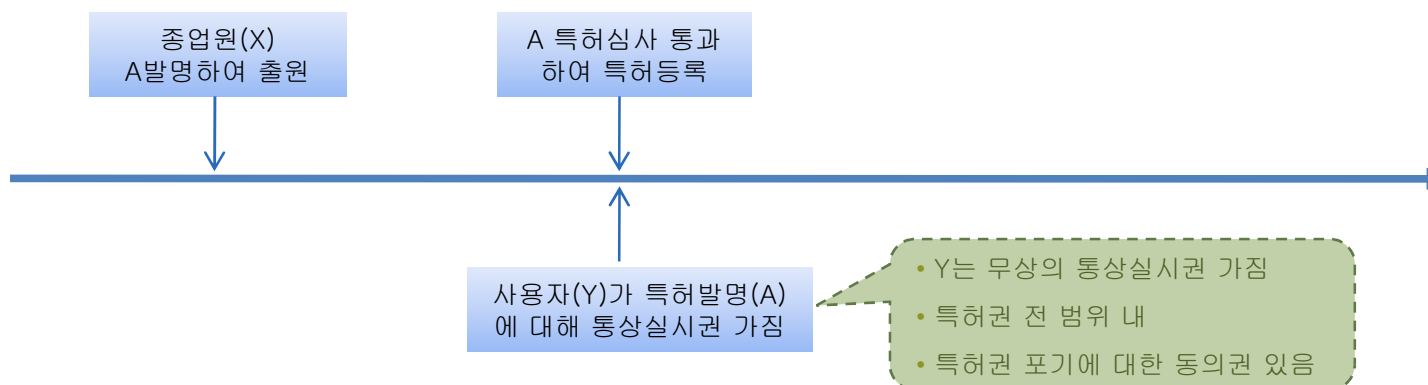 종업원(X)
A발명하여 출원
A 특허심사 통과
하여 특허등록
사용자(Y)가 특허발명(A)
에 대해 통상실시권 가짐
• Y는 무상의 통상실시권 가짐
• 특허권 전 범위 내
• 특허권 포기에 대한 동의권 있음